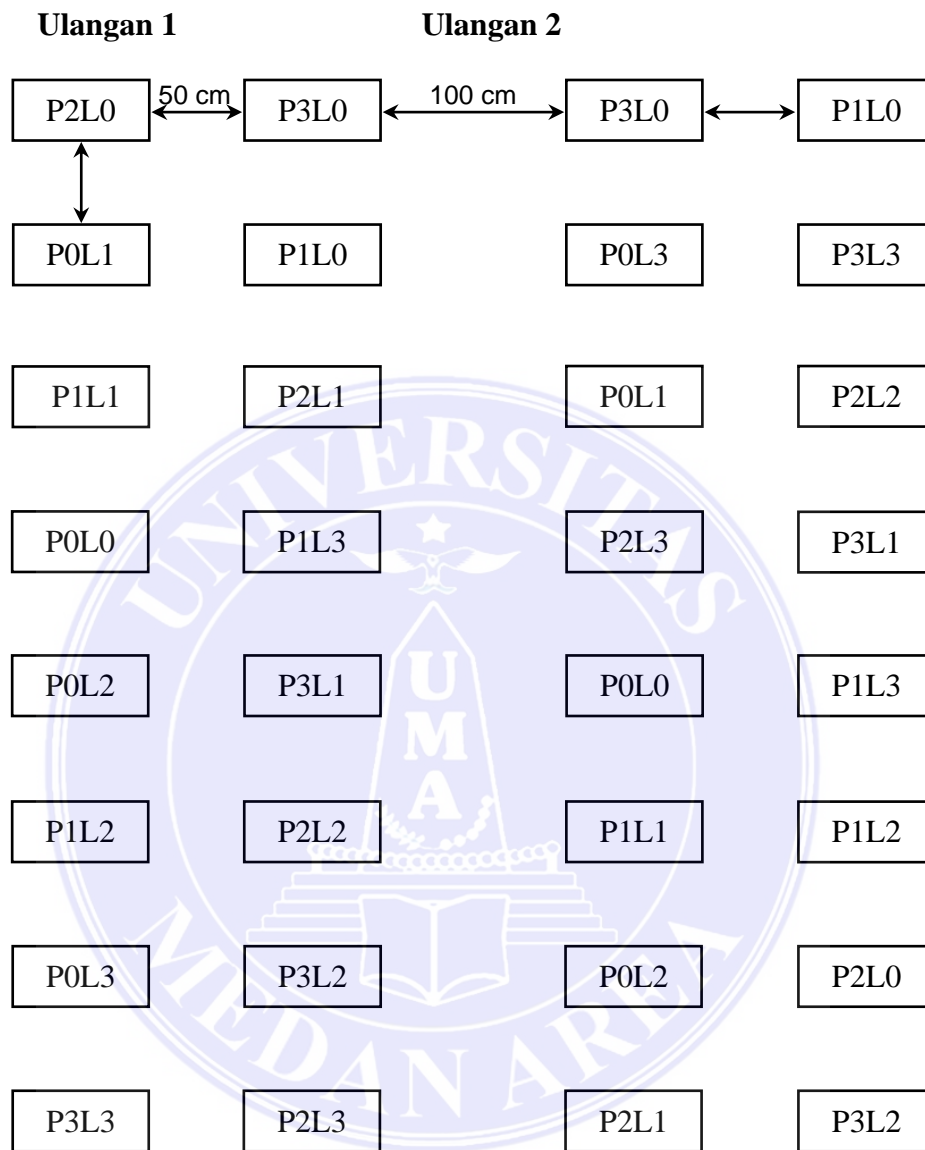 Ulangan 1 Ulangan 2
P2L0 50 cm P3L0 100 cm P3L0 P1L0
P0L1 P1L0 P0L3 P3L3
P1L1 P2L1 P0L1 P2L2
P0L0 P1L3 P2L3 P3L1
P0L2 P3L1 P0L0 P1L3
P1L2 P2L2 P1L1 P1L2
P0L3 P3L2 P0L2 P2L0
P3L3 P2L3 P2L1 P3L2
UNIVERSITAS
UMA
MEDAN AREA